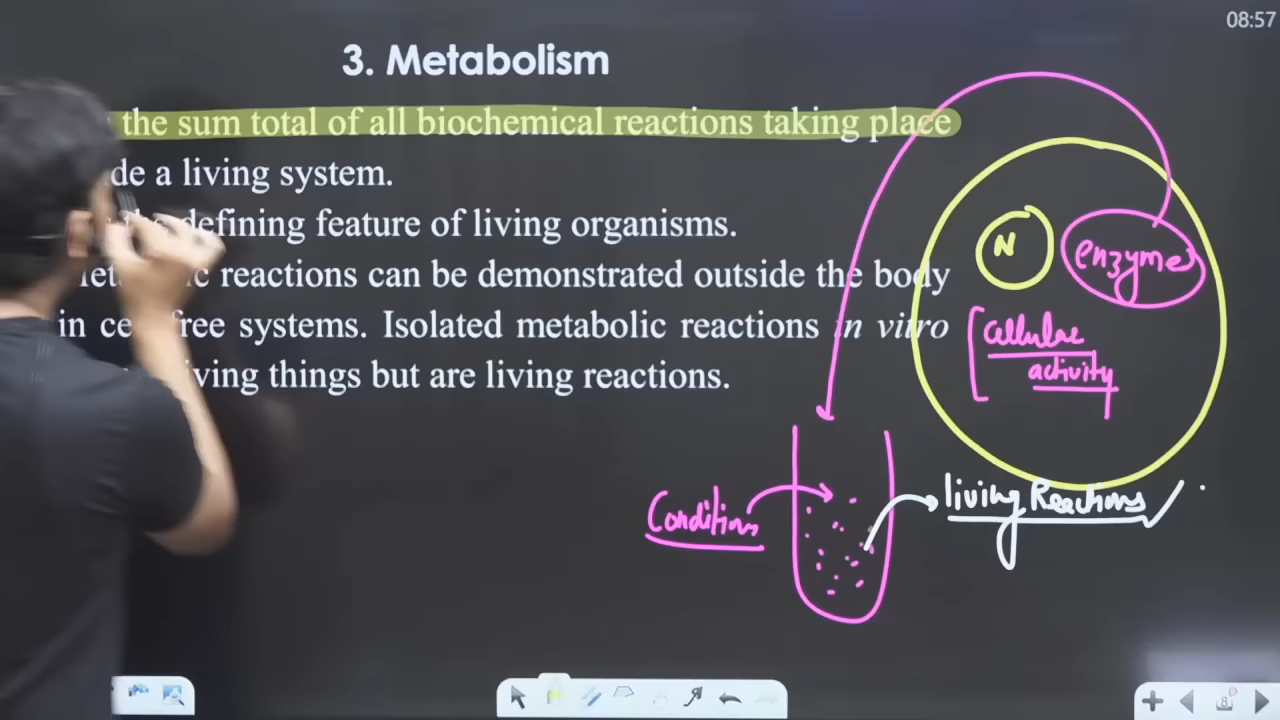 08:57
3. Metabolism
the sum total of all biochemical reactions taking place
de a living system.
the defining feature of living organisms.
reactions can be demonstrated outside the body
in ce free systems. Isolated metabolic reactions in vitro
iving things but are living reactions.
N
enzyme
Cellular
activity
Conditions
living Reactions
8